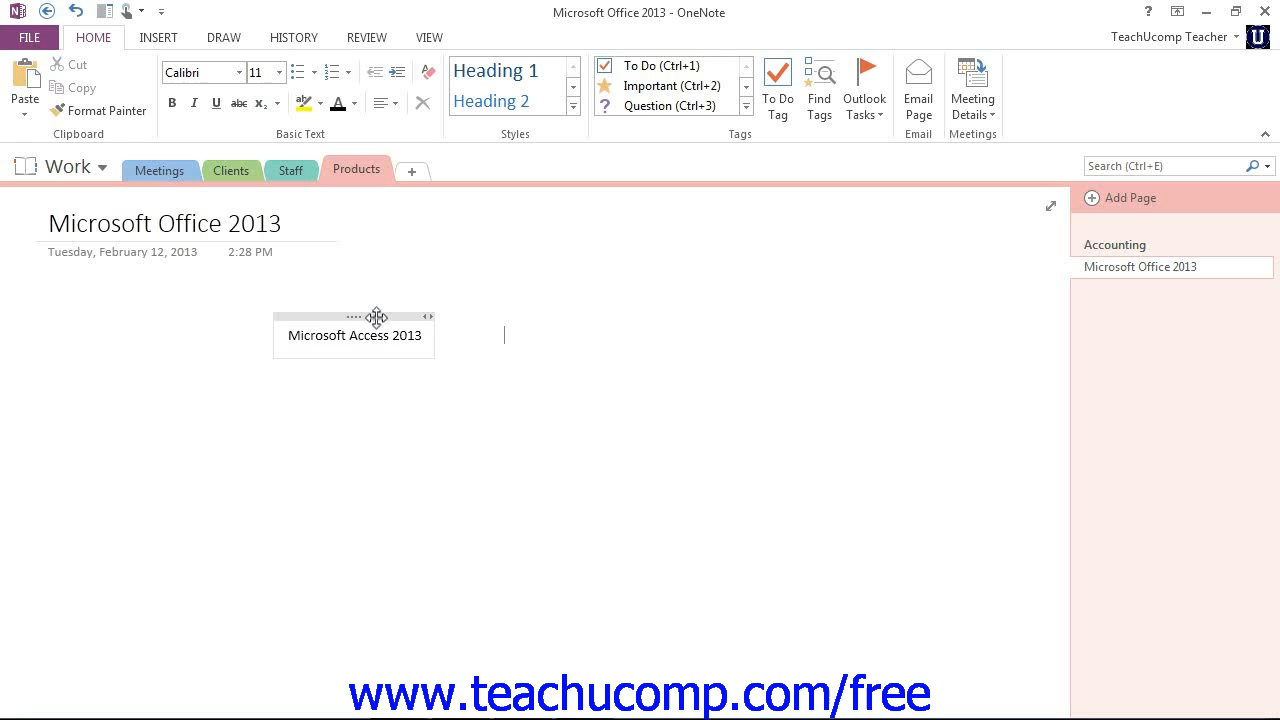 Microsoft Office 2013 - OneNote
?
FILE HOME INSERT DRAW HISTORY REVIEW VIEW TeachUcomp Teacher U
Paste
Cut
Copy
Format Painter
Clipboard
Calibri 11
B I U abc x₂ ab A
Basic Text
Heading 1
Heading 2
Styles
To Do (Ctrl+1)
Important (Ctrl+2)
? Question (Ctrl+3)
To Do
Tag
Find
Tags
Outlook
Tasks
Tags
Email
Page
Email
Meeting
Details
Meetings
Work Meetings Clients Staff Products + Search (Ctrl+E)
Microsoft Office 2013
Tuesday, February 12, 2013 2:28 PM
Microsoft Access 2013
Add Page
Accounting
Microsoft Office 2013
www.teachucomp.com/free